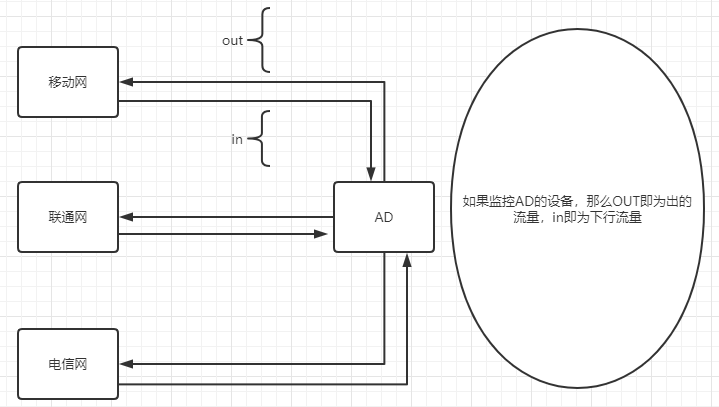 out
移动网
in
联通网
AD
如果监控AD的设备，那么OUT即为出的
流量，in即为下行流量
电信网